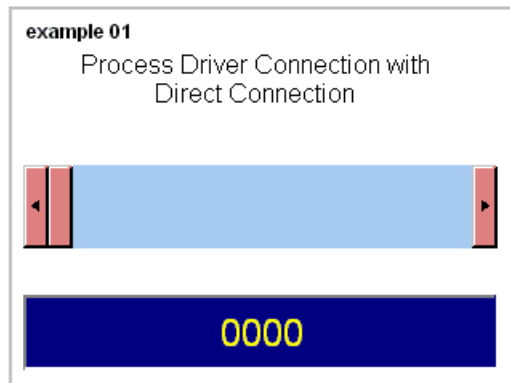 example 01
Process Driver Connection with
Direct Connection
0000